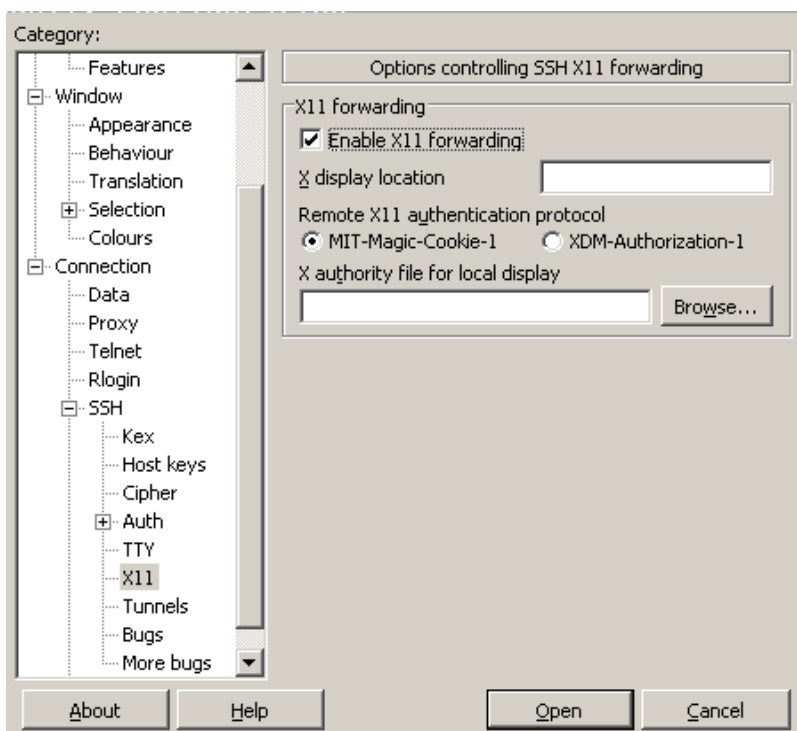 Category:
Features
Window
Appearance
Behaviour
Translation
Selection
Colours
Connection
Data
Proxy
Telnet
Rlogin
SSH
Kex
Host keys
Cipher
Auth
TTY
X11
Tunnels
Bugs
More bugs
Options controlling SSH X11 forwarding
X11 forwarding
Enable X11 forwarding
X display location
Remote X11 authentication protocol
MIT-Magic-Cookie-1 XDM-Authorization-1
X authority file for local display
Browse...
About Help Open Cancel